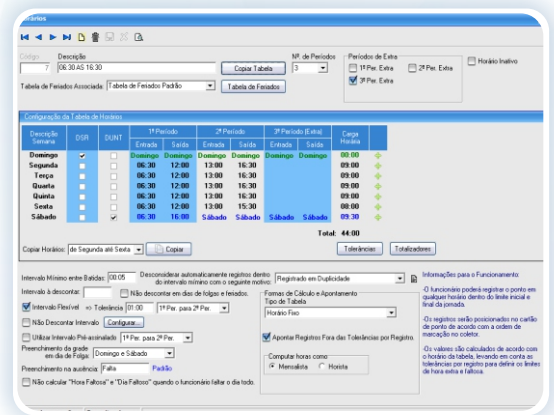 Horários
Código Descrição Nº. de Períodos Períodos de Extra
7 06:30 AS 16:30 Copiar Tabela 3 1º Per. Extra 2º Per. Extra Horário Inativo
3º Per. Extra
Tabela de Feriados Associada: Tabela de Feriados Padrão Tabela de Feriados
Configuração da Tabela de Horários
Descrição Semana DSR DUNT 1º Período 2º Período 3º Período (Extra) Carga Horária
Entrada Saída Entrada Saída Entrada Saída
Domingo Domingo Domingo Domingo Domingo Domingo Domingo 00:00
Segunda 06:30 12:00 13:00 16:30 09:00
Terça 06:30 12:00 13:00 16:30 09:00
Quarta 06:30 12:00 13:00 16:30 09:00
Quinta 06:30 12:00 13:00 16:30 09:00
Sexta 06:30 12:00 13:00 15:30 08:00
Sábado 06:30 16:00 Sábado Sábado Sábado Sábado 09:30
Total: 44:00
Copiar Horários: de Segunda até Sexta Copiar Tolerâncias Totalizadores
Intervalo Mínimo entre Batidas: 00:05 Desconsiderar automaticamente registros dentro do intervalo mínimo com o seguinte motivo: Registrado em Duplicidade
Intervalo à descontar: Não descontar em dias de folgas e feriados.
Intervalo Flexível => Tolerância 01:00 1º Per. para 2º Per.
Não Descontar Intervalo Configurar...
Utilizar Intervalo Pré-assinalado 1º Per. para 2º Per.
Preenchimento da grade em dia de Folga: Domingo e Sábado
Preenchimento na ausência: Falta Padrão
Não calcular "Hora Faltosa" e "Dia Faltoso" quando o funcionário faltar o dia todo.
Formas de Cálculo e Apontamento
Tipo de Tabela
Horário Fixo
Apontar Registros Fora das Tolerâncias por Registro.
Computar horas como
Mensalista Horista
Informações para o Funcionamento:
-O funcionário poderá registrar o ponto em
qualquer horário dentro do limite inicial e
final da jornada.
-Os registros serão posicionados no cartão
de ponto de acordo com a ordem de
marcação no coletor.
-Os valores são calculados de acordo com
o horário da tabela, levando em conta as
tolerâncias por registro para definir os limites
de hora extra e faltosa.